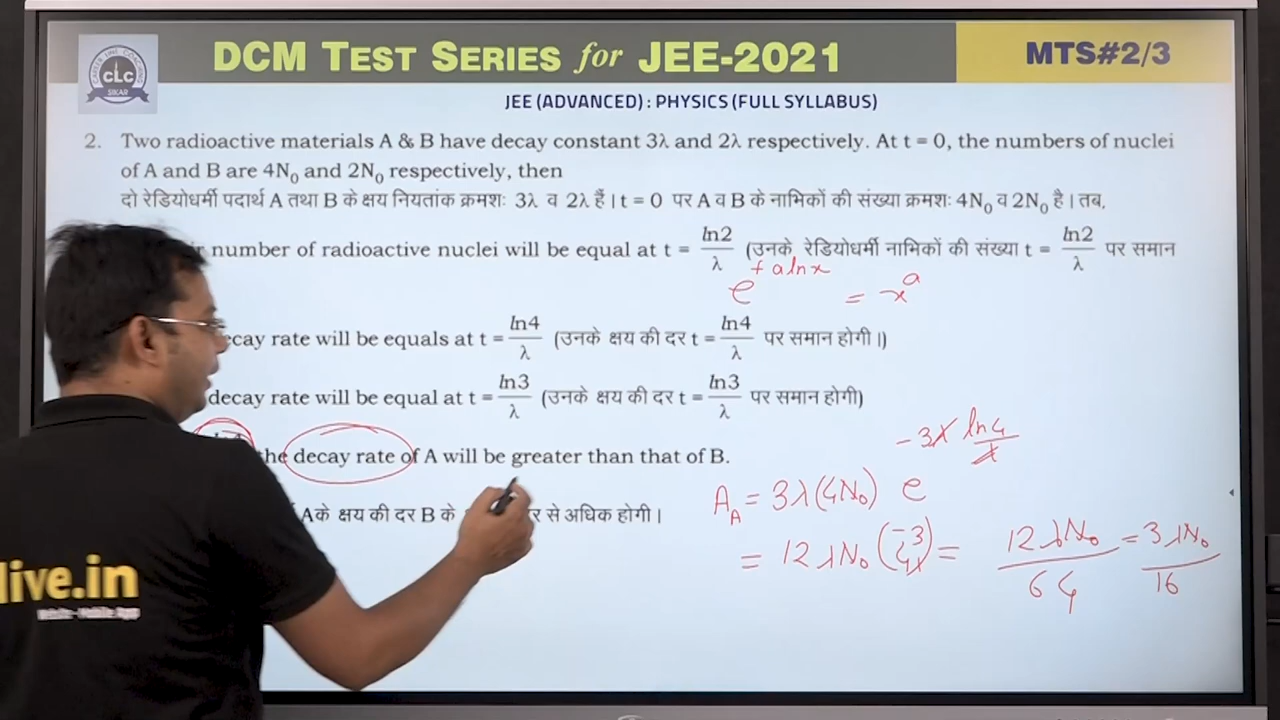 DCM TEST SERIES for JEE-2021
MTS#2/3
CLC
SIKAR
JEE (ADVANCED) : PHYSICS (FULL SYLLABUS)
2. Two radioactive materials A & B have decay constant 3λ and 2λ respectively. At t = 0, the numbers of nuclei
of A and B are 4N₀ and 2N₀ respectively, then
दो रेडियोधर्मी पदार्थ A तथा B के क्षय नियतांक क्रमशः 3λ व 2λ हैं। t = 0 पर A व B के नाभिकों की संख्या क्रमशः 4N₀ व 2N₀ है। तब,
number of radioactive nuclei will be equal at t = ln2/λ (उनके रेडियोधर्मी नाभिकों की संख्या t = ln2/λ पर समान
e^(+a ln x) = x^a
ecay rate will be equals at t = ln4/λ (उनके क्षय की दर t = ln4/λ पर समान होगी।)
decay rate will be equal at t = ln3/λ (उनके क्षय की दर t = ln3/λ पर समान होगी)
the decay rate of A will be greater than that of B.
A के क्षय की दर B के र से अधिक होगी।
A_A = 3λ(4N₀) e^(-3λ ln4/λ)
= 12λN₀ (4^-3) = 12λN₀/64 = 3λN₀/16
live.in